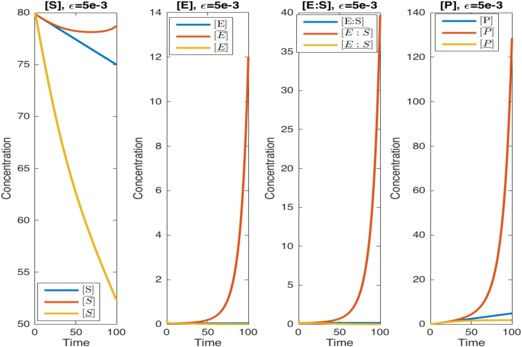 [S], ϵ=5e-3
80
75
70
65
60
55
50
Concentration
0
50
100
Time
[S]
[S]
[S]
[E], ϵ=5e-3
14
12
10
8
6
4
2
0
Concentration
0
50
100
Time
[E]
[E]
[E]
[E:S], ϵ=5e-3
40
35
30
25
20
15
10
5
0
Concentration
0
50
100
Time
[E:S]
[E : S]
[E : S]
[P], ϵ=5e-3
140
120
100
80
60
40
20
0
Concentration
0
50
100
Time
[P]
[P]
[P]